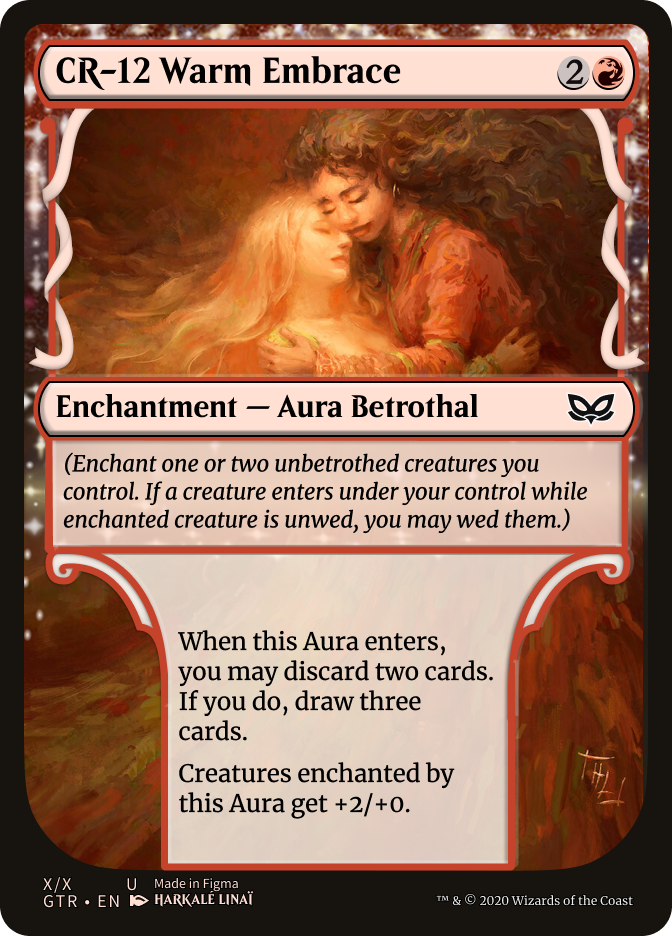 CR-12 Warm Embrace 2
Enchantment — Aura Betrothal
(Enchant one or two unbetrothed creatures you
control. If a creature enters under your control while
enchanted creature is unwed, you may wed them.)
When this Aura enters,
you may discard two cards.
If you do, draw three
cards.
Creatures enchanted by
this Aura get +2/+0.
X/X U Made in Figma
GTR • EN HARKALÉ LINAÏ ™ & © 2020 Wizards of the Coast